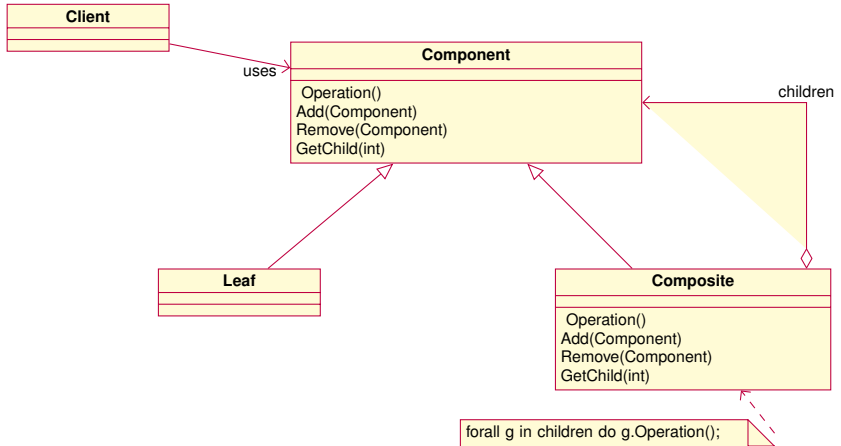 Client
uses
Component
Operation()
Add(Component)
Remove(Component)
GetChild(int)
children
Leaf
Composite
Operation()
Add(Component)
Remove(Component)
GetChild(int)
forall g in children do g.Operation();